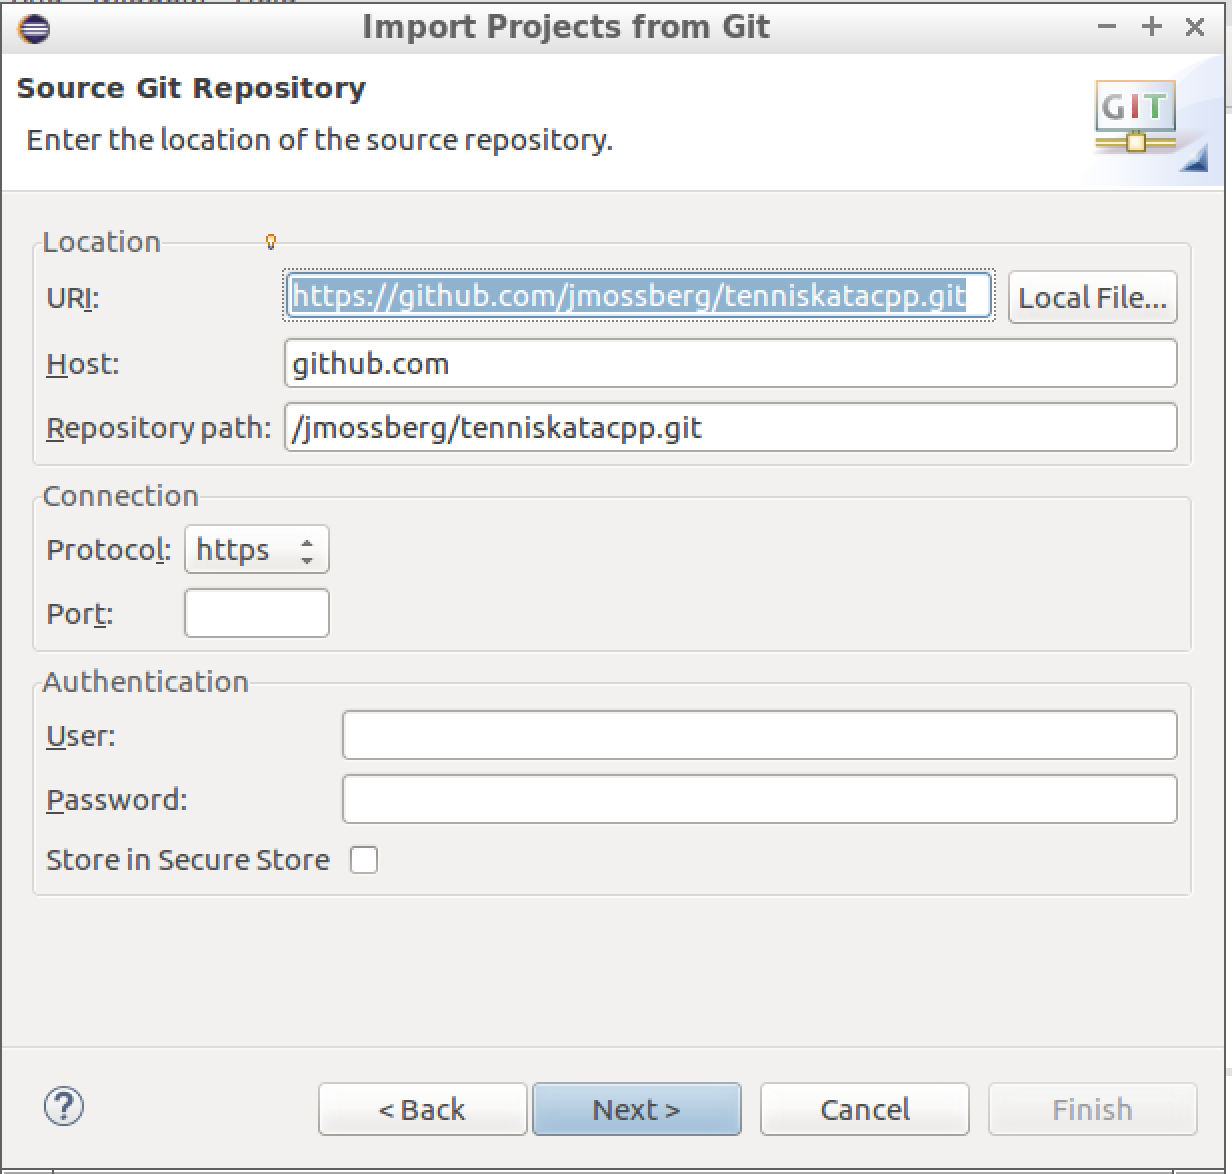 Import Projects from Git
Source Git Repository
Enter the location of the source repository.
GIT
Location
URI: https://github.com/jmossberg/tenniskatacpp.git Local File...
Host: github.com
Repository path: /jmossberg/tenniskatacpp.git
Connection
Protocol: https
Port:
Authentication
User:
Password:
Store in Secure Store
? < Back Next > Cancel Finish